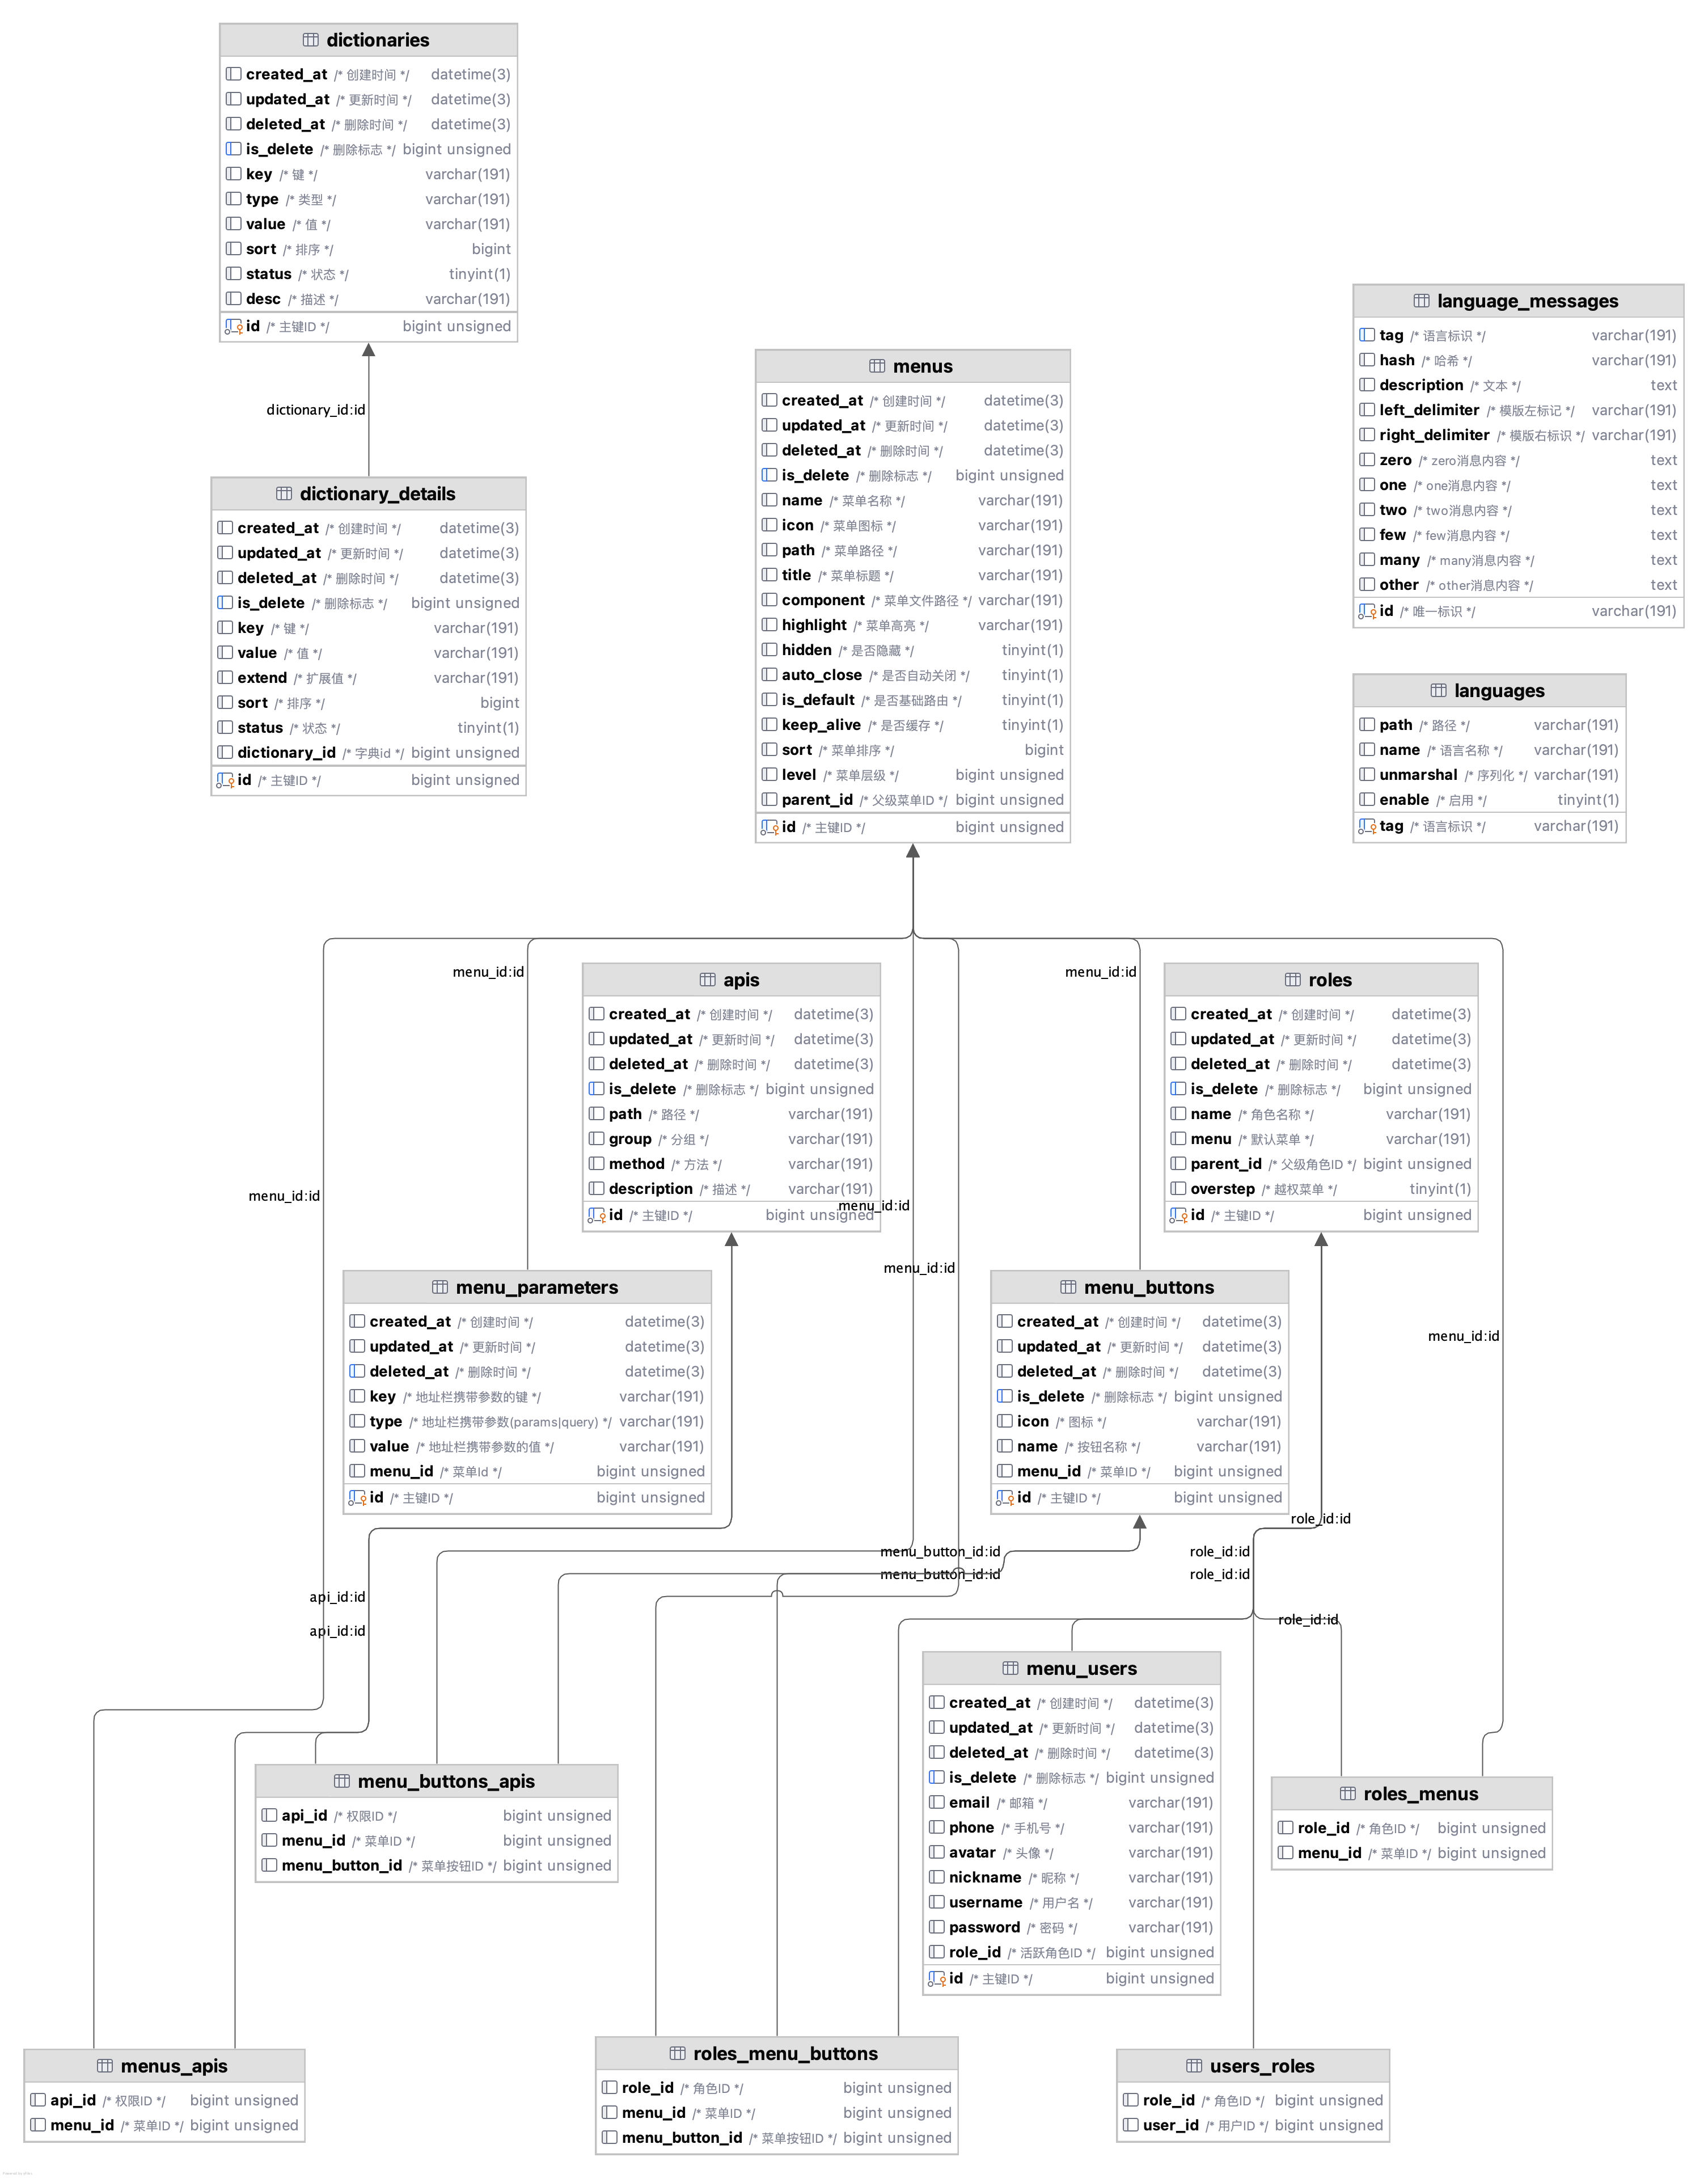 dictionaries
created_at /* 创建时间 */ datetime(3)
updated_at /* 更新时间 */ datetime(3)
deleted_at /* 删除时间 */ datetime(3)
is_delete /* 删除标志 */ bigint unsigned
key /* 键 */ varchar(191)
type /* 类型 */ varchar(191)
value /* 值 */ varchar(191)
sort /* 排序 */ bigint
status /* 状态 */ tinyint(1)
desc /* 描述 */ varchar(191)
id /* 主键ID */ bigint unsigned
dictionary_id:id
dictionary_details
created_at /* 创建时间 */ datetime(3)
updated_at /* 更新时间 */ datetime(3)
deleted_at /* 删除时间 */ datetime(3)
is_delete /* 删除标志 */ bigint unsigned
key /* 键 */ varchar(191)
value /* 值 */ varchar(191)
extend /* 扩展值 */ varchar(191)
sort /* 排序 */ bigint
status /* 状态 */ tinyint(1)
dictionary_id /* 字典id */ bigint unsigned
id /* 主键ID */ bigint unsigned
menus
created_at /* 创建时间 */ datetime(3)
updated_at /* 更新时间 */ datetime(3)
deleted_at /* 删除时间 */ datetime(3)
is_delete /* 删除标志 */ bigint unsigned
name /* 菜单名称 */ varchar(191)
icon /* 菜单图标 */ varchar(191)
path /* 菜单路径 */ varchar(191)
title /* 菜单标题 */ varchar(191)
component /* 菜单文件路径 */ varchar(191)
highlight /* 菜单高亮 */ varchar(191)
hidden /* 是否隐藏 */ tinyint(1)
auto_close /* 是否自动关闭 */ tinyint(1)
is_default /* 是否基础路由 */ tinyint(1)
keep_alive /* 是否缓存 */ tinyint(1)
sort /* 菜单排序 */ bigint
level /* 菜单层级 */ bigint unsigned
parent_id /* 父级菜单ID */ bigint unsigned
id /* 主键ID */ bigint unsigned
language_messages
tag /* 语言标识 */ varchar(191)
hash /* 哈希 */ varchar(191)
description /* 文本 */ text
left_delimiter /* 模版左标记 */ varchar(191)
right_delimiter /* 模版右标识 */ varchar(191)
zero /* zero消息内容 */ text
one /* one消息内容 */ text
two /* two消息内容 */ text
few /* few消息内容 */ text
many /* many消息内容 */ text
other /* other消息内容 */ text
id /* 唯一标识 */ varchar(191)
languages
path /* 路径 */ varchar(191)
name /* 语言名称 */ varchar(191)
unmarshal /* 序列化 */ varchar(191)
enable /* 启用 */ tinyint(1)
tag /* 语言标识 */ varchar(191)
menu_id:id
menu_id:id
apis
created_at /* 创建时间 */ datetime(3)
updated_at /* 更新时间 */ datetime(3)
deleted_at /* 删除时间 */ datetime(3)
is_delete /* 删除标志 */ bigint unsigned
path /* 路径 */ varchar(191)
group /* 分组 */ varchar(191)
method /* 方法 */ varchar(191)
description /* 描述 */ varchar(191)
id /* 主键ID */ bigint unsigned
roles
created_at /* 创建时间 */ datetime(3)
updated_at /* 更新时间 */ datetime(3)
deleted_at /* 删除时间 */ datetime(3)
is_delete /* 删除标志 */ bigint unsigned
name /* 角色名称 */ varchar(191)
menu /* 默认菜单 */ varchar(191)
parent_id /* 父级角色ID */ bigint unsigned
overstep /* 越权菜单 */ tinyint(1)
id /* 主键ID */ bigint unsigned
menu_id:id
menu_id:id
menu_id:id
menu_id:id
menu_parameters
created_at /* 创建时间 */ datetime(3)
updated_at /* 更新时间 */ datetime(3)
deleted_at /* 删除时间 */ datetime(3)
key /* 地址栏携带参数的键 */ varchar(191)
type /* 地址栏携带参数(params|query) */ varchar(191)
value /* 地址栏携带参数的值 */ varchar(191)
menu_id /* 菜单Id */ bigint unsigned
id /* 主键ID */ bigint unsigned
menu_buttons
created_at /* 创建时间 */ datetime(3)
updated_at /* 更新时间 */ datetime(3)
deleted_at /* 删除时间 */ datetime(3)
is_delete /* 删除标志 */ bigint unsigned
icon /* 图标 */ varchar(191)
name /* 按钮名称 */ varchar(191)
menu_id /* 菜单ID */ bigint unsigned
id /* 主键ID */ bigint unsigned
role_id:id
menu_button_id:id
role_id:id
menu_button_id:id
role_id:id
api_id:id
role_id:id
api_id:id
menu_users
created_at /* 创建时间 */ datetime(3)
updated_at /* 更新时间 */ datetime(3)
deleted_at /* 删除时间 */ datetime(3)
is_delete /* 删除标志 */ bigint unsigned
email /* 邮箱 */ varchar(191)
phone /* 手机号 */ varchar(191)
avatar /* 头像 */ varchar(191)
nickname /* 昵称 */ varchar(191)
username /* 用户名 */ varchar(191)
password /* 密码 */ varchar(191)
role_id /* 活跃角色ID */ bigint unsigned
id /* 主键ID */ bigint unsigned
menu_buttons_apis
api_id /* 权限ID */ bigint unsigned
menu_id /* 菜单ID */ bigint unsigned
menu_button_id /* 菜单按钮ID */ bigint unsigned
roles_menus
role_id /* 角色ID */ bigint unsigned
menu_id /* 菜单ID */ bigint unsigned
menus_apis
api_id /* 权限ID */ bigint unsigned
menu_id /* 菜单ID */ bigint unsigned
roles_menu_buttons
role_id /* 角色ID */ bigint unsigned
menu_id /* 菜单ID */ bigint unsigned
menu_button_id /* 菜单按钮ID */ bigint unsigned
users_roles
role_id /* 角色ID */ bigint unsigned
user_id /* 用户ID */ bigint unsigned